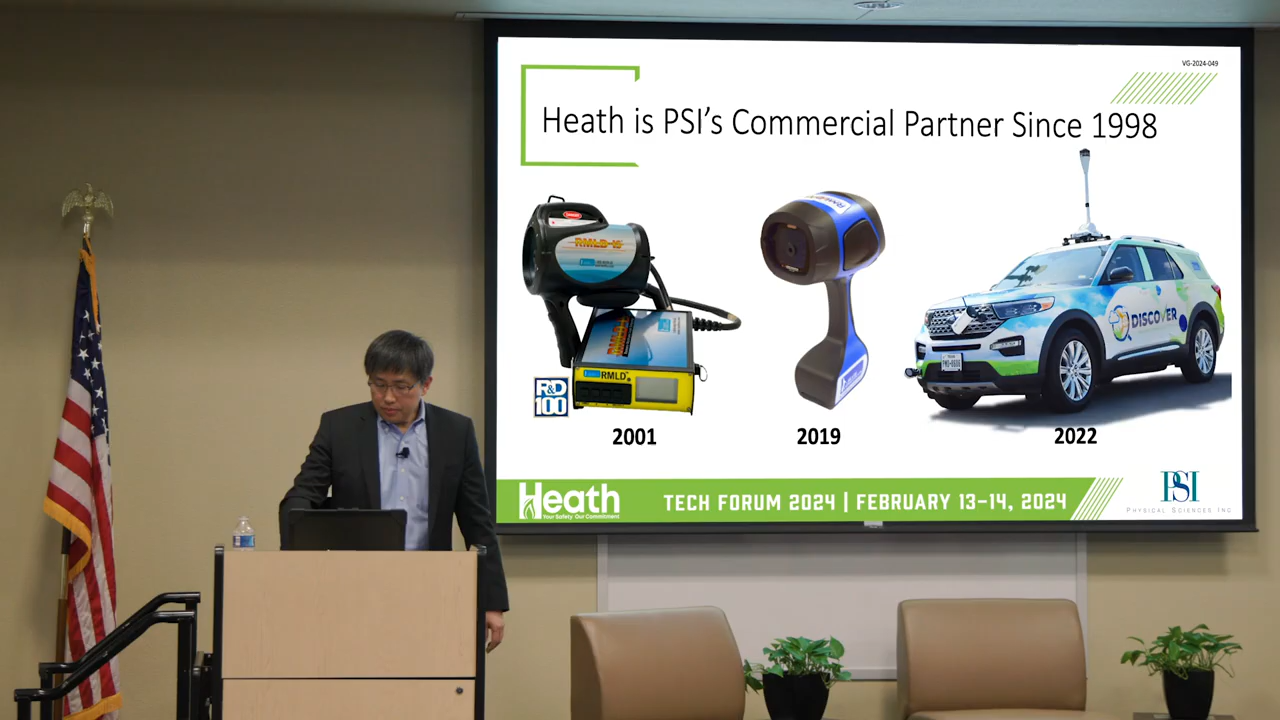 VG-2024-049
Heath is PSI's Commercial Partner Since 1998
DANGER
RMLD-IS
RMLD
R&D
100
DISCOVER
2001
2019
2022
Heath
Your Safety. Our Commitment
TECH FORUM 2024 | FEBRUARY 13-14, 2024
PSI
PHYSICAL SCIENCES INC